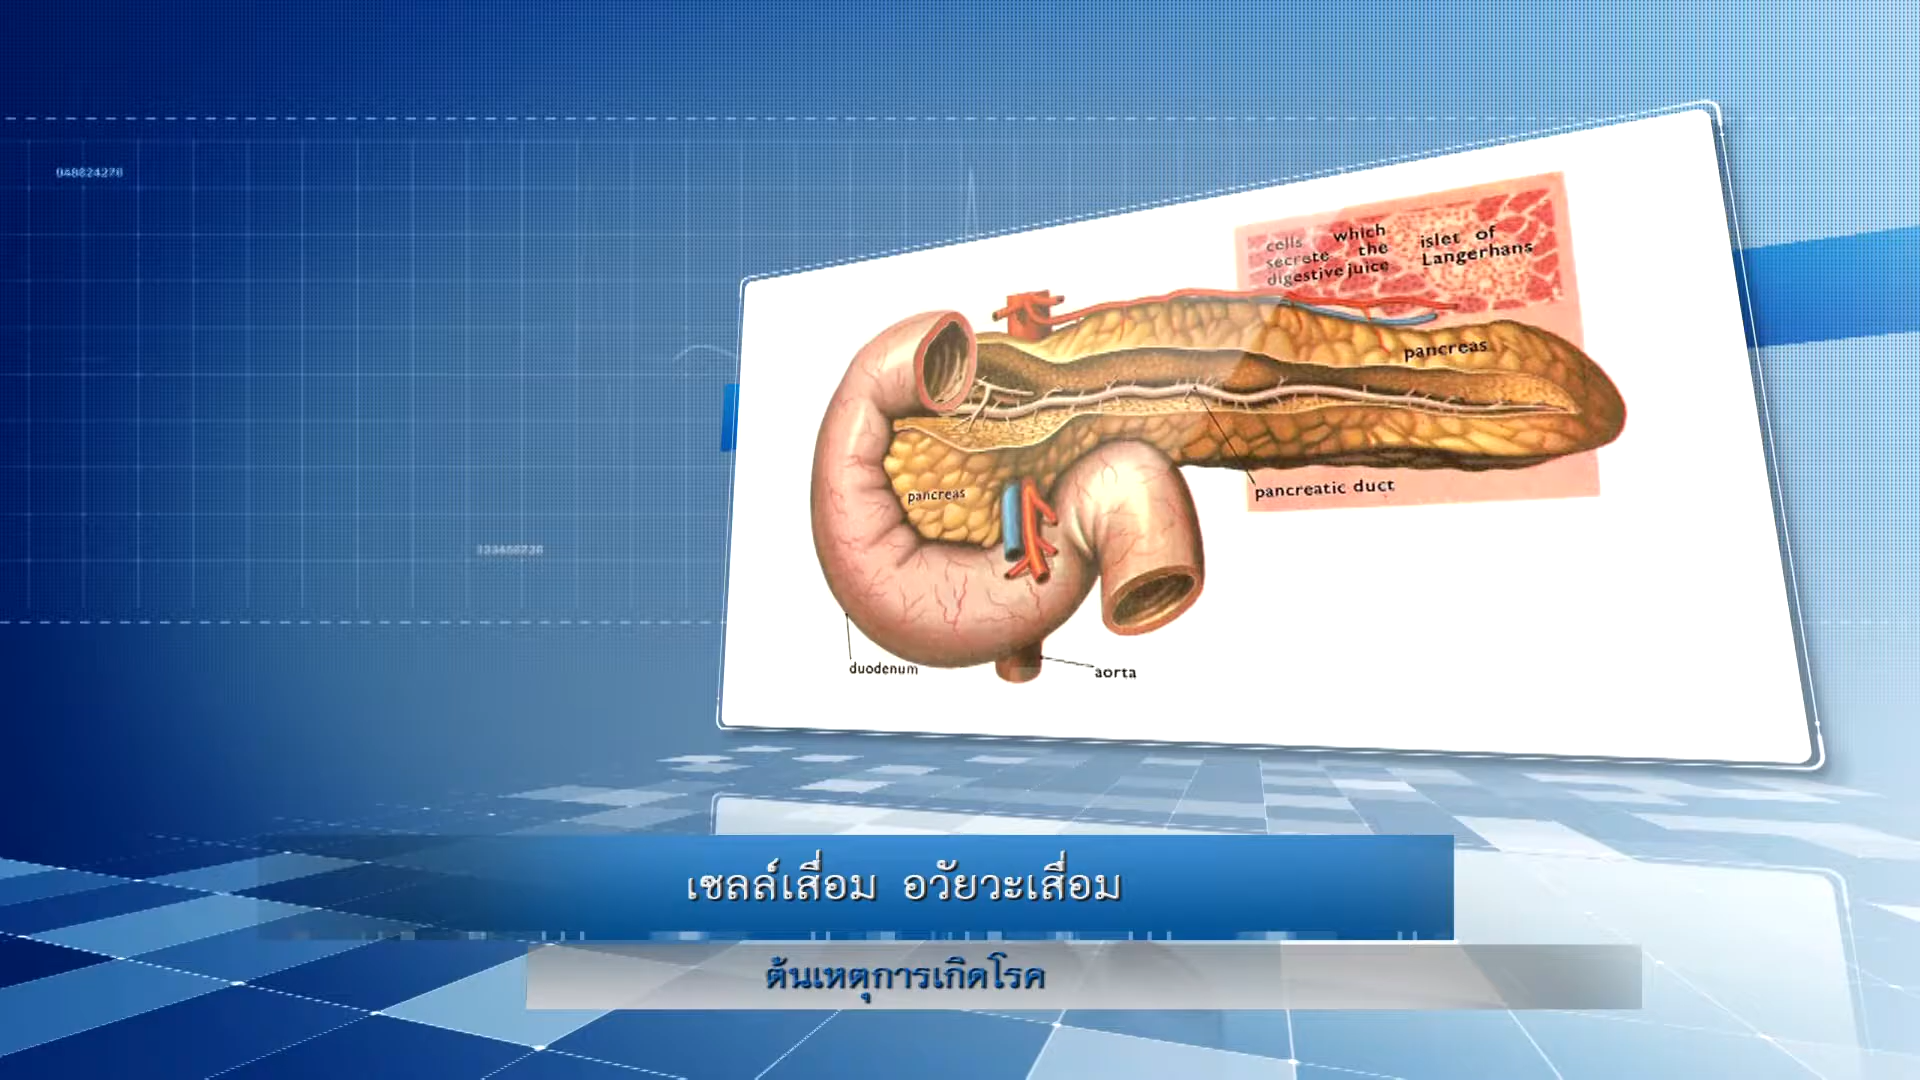 048624276
cells which
secrete the
digestive juice
islet of
Langerhans
pancreas
pancreas
pancreatic duct
duodenum
aorta
เซลล์เสื่อม อวัยวะเสื่อม
ต้นเหตุการเกิดโรค